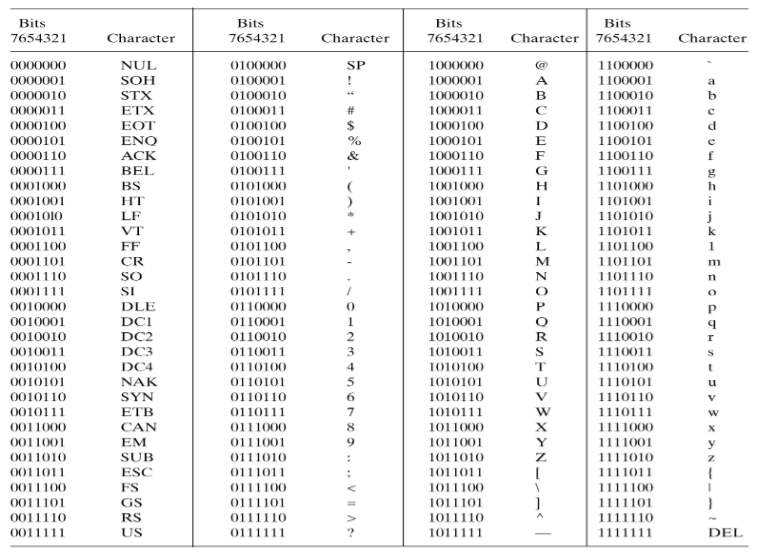 Bits Bits Bits Bits
7654321 Character 7654321 Character 7654321 Character 7654321 Character
0000000 NUL 0100000 SP 1000000 @ 1100000 `
0000001 SOH 0100001 ! 1000001 A 1100001 a
0000010 STX 0100010 “ 1000010 B 1100010 b
0000011 ETX 0100011 # 1000011 C 1100011 c
0000100 EOT 0100100 $ 1000100 D 1100100 d
0000101 ENQ 0100101 % 1000101 E 1100101 e
0000110 ACK 0100110 & 1000110 F 1100110 f
0000111 BEL 0100111 ' 1000111 G 1100111 g
0001000 BS 0101000 ( 1001000 H 1101000 h
0001001 HT 0101001 ) 1001001 I 1101001 i
00010l0 LF 0101010 * 1001010 J 1101010 j
0001011 VT 0101011 + 1001011 K 1101011 k
0001100 FF 0101100 , 1001100 L 1101100 l
0001101 CR 0101101 - 1001101 M 1101101 m
0001110 SO 0101110 . 1001110 N 1101110 n
0001111 SI 0101111 / 1001111 O 1101111 o
0010000 DLE 0110000 0 1010000 P 1110000 p
0010001 DC1 0110001 1 1010001 Q 1110001 q
0010010 DC2 0110010 2 1010010 R 1110010 r
0010011 DC3 0110011 3 1010011 S 1110011 s
0010100 DC4 0110100 4 1010100 T 1110100 t
0010101 NAK 0110101 5 1010101 U 1110101 u
0010110 SYN 0110110 6 1010110 V 1110110 v
0010111 ETB 0110111 7 1010111 W 1110111 w
0011000 CAN 0111000 8 1011000 X 1111000 x
0011001 EM 0111001 9 1011001 Y 1111001 y
0011010 SUB 0111010 : 1011010 Z 1111010 z
0011011 ESC 0111011 ; 1011011 [ 1111011 {
0011100 FS 0111100 < 1011100 \ 1111100 |
0011101 GS 0111101 = 1011101 ] 1111101 }
0011110 RS 0111110 > 1011110 ^ 1111110 ~
0011111 US 0111111 ? 1011111 — 1111111 DEL